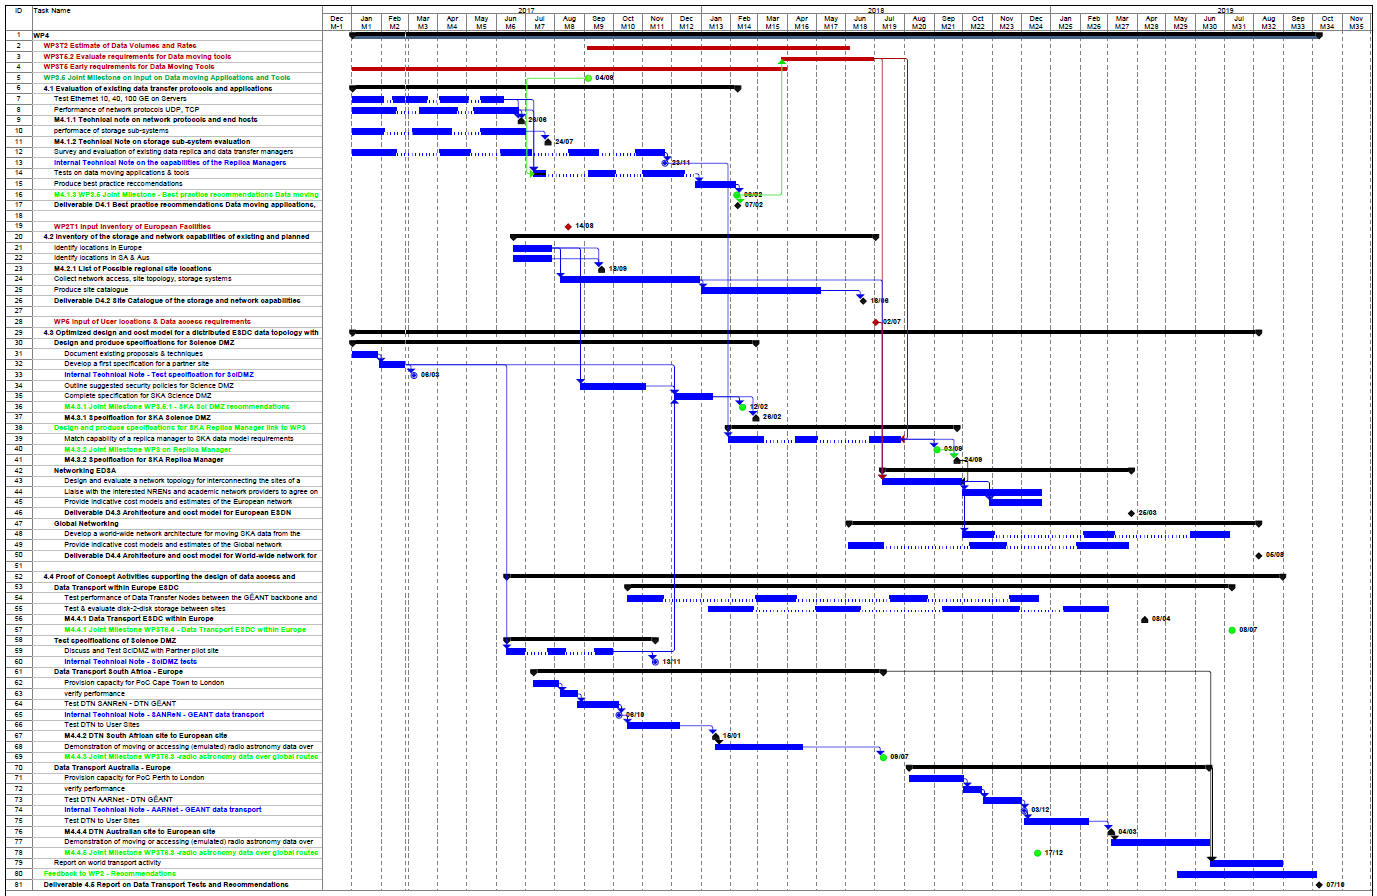 ID Task Name 2017 2018 2019
Dec Jan Feb Mar Apr May Jun Jul Aug Sep Oct Nov Dec Jan Feb Mar Apr May Jun Jul Aug Sep Oct Nov Dec Jan Feb Mar Apr May Jun Jul Aug Sep Oct Nov
M-1 M1 M2 M3 M4 M5 M6 M7 M8 M9 M10 M11 M12 M13 M14 M15 M16 M17 M18 M19 M20 M21 M22 M23 M24 M25 M26 M27 M28 M29 M30 M31 M32 M33 M34 M35
1 WP4
2 WP3T2 Estimate of Data Volumes and Rates
3 WP3T5.2 Evaluate requirements for Data moving tools
4 WP3T5 Early requirements for Data Moving Tools
5 WP3.5 Joint Milestone on Input on Data moving Applications and Tools 04/09
6 4.1 Evaluation of existing data transfer protocols and applications
7 Test Ethernet 10, 40, 100 GE on Servers
8 Performance of network protocols UDP, TCP
9 M4.1.1 Technical note on network protocols and end hosts 26/06
10 performace of storage sub-systems
11 M4.1.2 Technical Note on storage sub-system evaluation 24/07
12 Survey and evaluation of existing data replica and data transfer managers
13 Internal Technical Note on the capabilities of the Replica Managers 23/11
14 Tests on data moving applications & tools
15 Produce best practice reccomendations
16 M4.1.3 WP3.5 Joint Milestone - Best practice recommendations Data moving 06/02
17 Deliverable D4.1 Best practice recommendations Data moving applications, 07/02
18
19 WP2T1 Input Inventory of European Facilities 14/08
20 4.2 Inventory of the storage and network capabilities of existing and planned
21 Identify locations in Europe
22 Identify locations in SA & Aus
23 M4.2.1 List of Possible regional site locations 18/09
24 Collect network access, site topology, storage systems
25 Produce site catalogue
26 Deliverable D4.2 Site Catalogue of the storage and network capabilities 18/06
27
28 WP6 Input of User locations & Data access requirements 02/07
29 4.3 Optimized design and cost model for a distributed ESDC data topology with
30 Design and produce specifications for Science DMZ
31 Document existing proposals & techniques
32 Develop a first specification for a partner site
33 Internal Technical Note - Test specification for SciDMZ 06/03
34 Outline suggested security policies for Science DMZ
35 Complete specification for SKA Science DMZ
36 M4.3.1 Joint Milestone WP3.6.1 - SKA Sci DMZ recommendations 12/02
37 M4.3.1 Specification for SKA Science DMZ 26/02
38 Design and produce specifications for SKA Replica Manager link to WP3
39 Match capability of a replica manager to SKA data model requirements
40 M4.3.2 Joint Milestone WP3 on Replica Manager 03/09
41 M4.3.2 Specification for SKA Replica Manager 24/09
42 Networking EDSA
43 Design and evaluate a network topology for interconnecting the sites of a
44 Liaise with the interested NRENs and academic network providers to agree on
45 Provide indicative cost models and estimates of the European network
46 Deliverable D4.3 Architecture and cost model for European ESDN 25/03
47 Global Networking
48 Develop a world-wide network architecture for moving SKA data from the
49 Provide indicative cost models and estimates of the Global network
50 Deliverable D4.4 Architecture and cost model for World-wide network for 05/08
51
52 4.4 Proof of Concept Activities supporting the design of data access and
53 Data Transport within Europe ESDC
54 Test performance of Data Transfer Nodes between the GÉANT backbone and
55 Test & evaluate disk-2-disk storage between sites
56 M4.4.1 Data Transport ESDC within Europe 08/04
57 M4.4.1 Joint Milestone WP3T6.4 - Data Transport ESDC within Europe 08/07
58 Test specifications of Science DMZ
59 Discuss and Test SciDMZ with Partner pilot site
60 Internal Technical Note - SciDMZ tests 13/11
61 Data Transport South Africa - Europe
62 Provision capacity for PoC Cape Town to London
63 verify performance
64 Test DTN SANReN - DTN GÉANT
65 Internal Technical Note - SANReN - GEANT data transport 06/10
66 Test DTN to User Sites
67 M4.4.2 DTN South African site to European site 16/01
68 Demonstration of moving or accessing (emulated) radio astronomy data over
69 M4.4.3 Joint Milestone WP3T6.3 -radio astronomy data over global routes 09/07
70 Data Transport Australia - Europe
71 Provision capacity for PoC Perth to London
72 verify performance
73 Test DTN AARNet - DTN GÉANT
74 Internal Technical Note - AARNet - GEANT data transport 03/12
75 Test DTN to User Sites
76 M4.4.4 DTN Australian site to European site 04/03
77 Demonstration of moving or accessing (emulated) radio astronomy data over
78 M4.4.5 Joint Milestone WP3T6.3 -radio astronomy data over global routes 17/12
79 Report on world transport activity
80 Feedback to WP2 - Recommendations
81 Deliverable 4.5 Report on Data Transport Tests and Recommendations 07/10